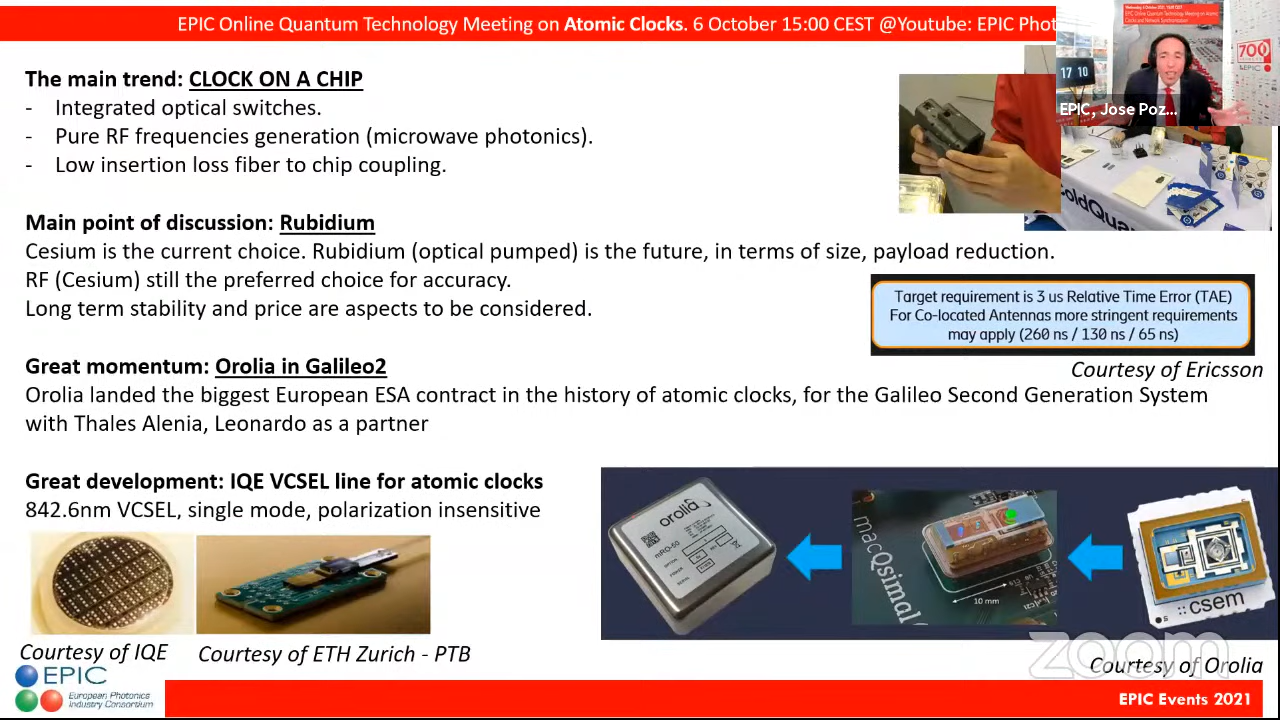 EPIC Online Quantum Technology Meeting on Atomic Clocks. 6 October 15:00 CEST @Youtube: EPIC Phot
17 10
700
EPIC
EPIC, Jose Poz...
The main trend: CLOCK ON A CHIP
- Integrated optical switches.
- Pure RF frequencies generation (microwave photonics).
- Low insertion loss fiber to chip coupling.
oldQuan
Main point of discussion: Rubidium
Cesium is the current choice. Rubidium (optical pumped) is the future, in terms of size, payload reduction.
RF (Cesium) still the preferred choice for accuracy.
Long term stability and price are aspects to be considered.
Target requirement is 3 us Relative Time Error (TAE)
For Co-located Antennas more stringent requirements
may apply (260 ns / 130 ns / 65 ns)
Courtesy of Ericsson
Great momentum: Orolia in Galileo2
Orolia landed the biggest European ESA contract in the history of atomic clocks, for the Galileo Second Generation System
with Thales Alenia, Leonardo as a partner
Great development: IQE VCSEL line for atomic clocks
842.6nm VCSEL, single mode, polarization insensitive
orolia
mRO-50
macQsimal
10 mm
:: csem
Courtesy of IQE
Courtesy of ETH Zurich - PTB
zoom
Courtesy of Orolia
EPIC
European Photonics
Industry Consortium
EPIC Events 2021